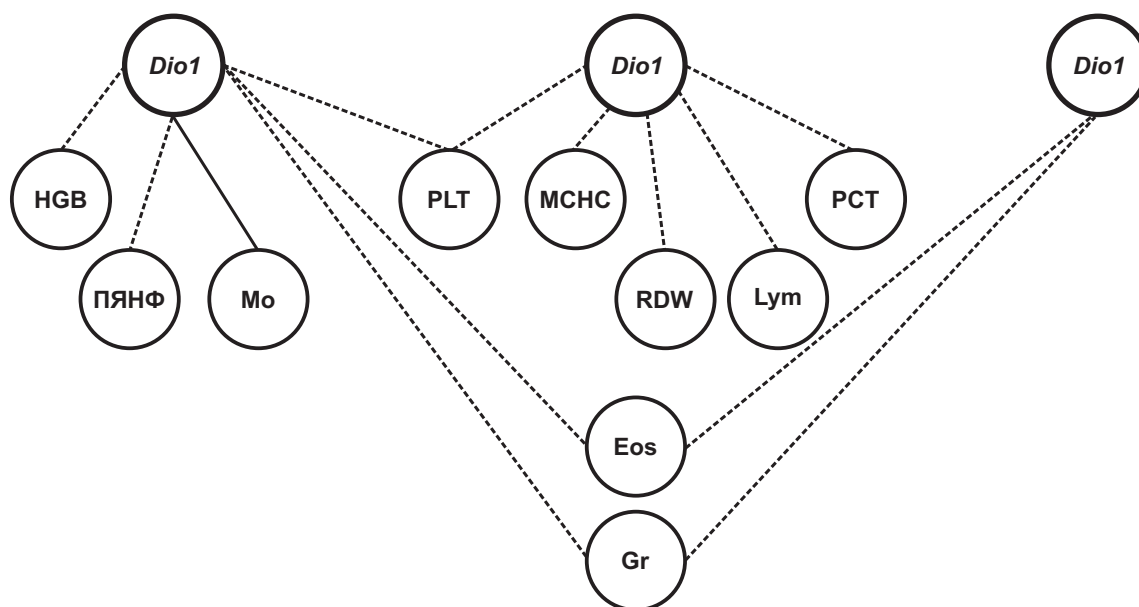 Dio1
Dio1
Dio1
HGB
PLT
MCHC
PCT
ПЯНФ
Mo
RDW
Lym
Eos
Gr